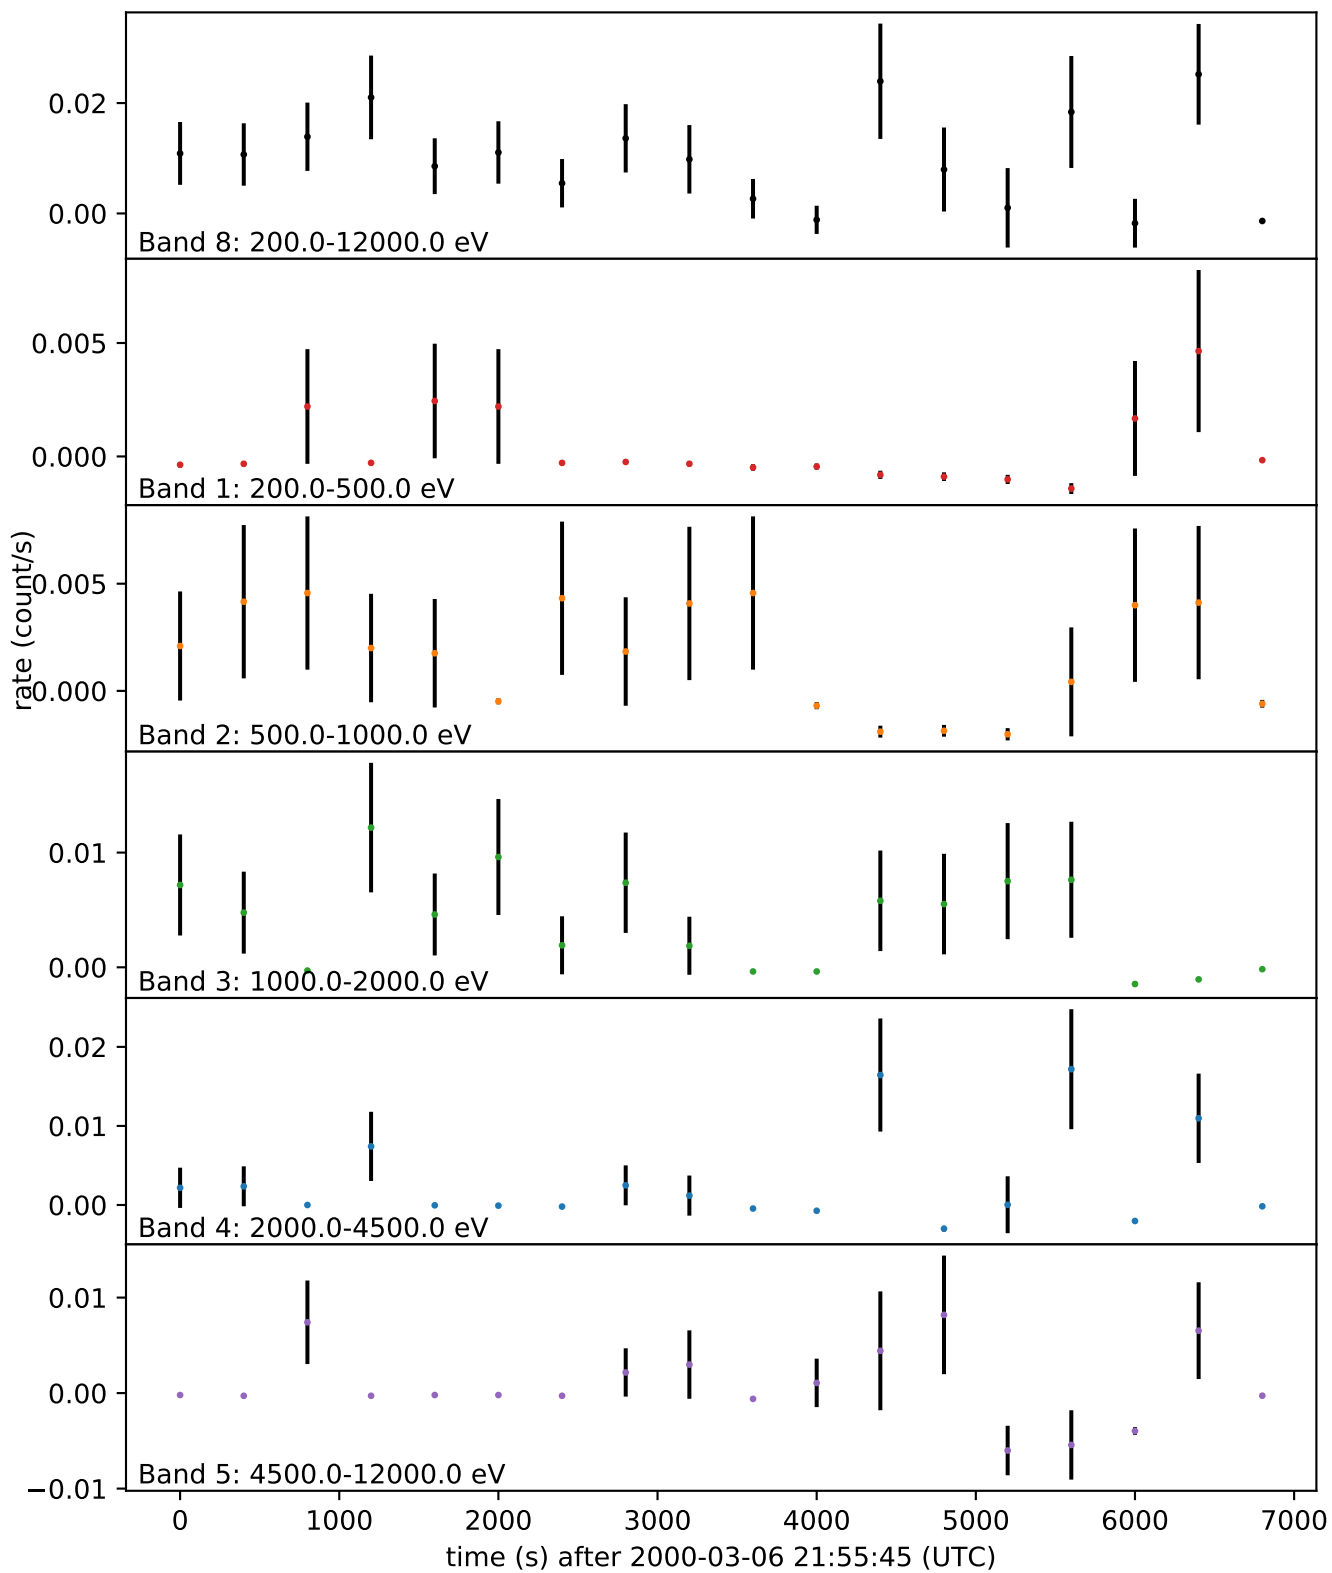 0.02
0.00
Band 8: 200.0-12000.0 eV
0.005
0.000
Band 1: 200.0-500.0 eV
rate (count/s)
0.005
0.000
Band 2: 500.0-1000.0 eV
0.01
0.00
Band 3: 1000.0-2000.0 eV
0.02
0.01
0.00
Band 4: 2000.0-4500.0 eV
0.01
0.00
−0.01
Band 5: 4500.0-12000.0 eV
0 1000 2000 3000 4000 5000 6000 7000
time (s) after 2000-03-06 21:55:45 (UTC)